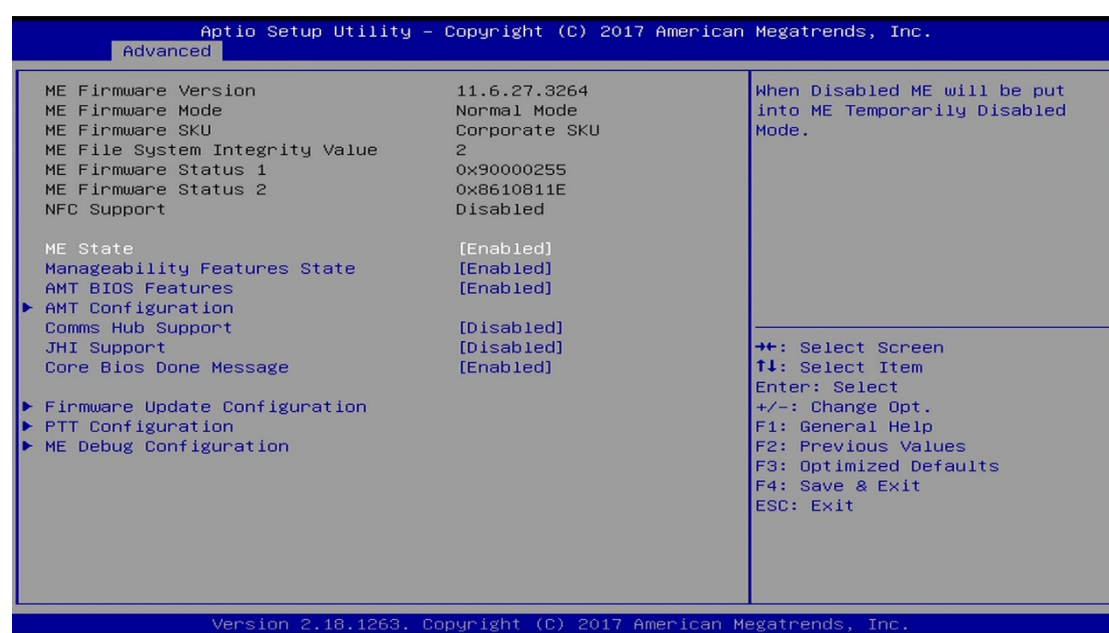 Aptio Setup Utility – Copyright (C) 2017 American Megatrends, Inc.
Advanced
ME Firmware Version 11.6.27.3264
ME Firmware Mode Normal Mode
ME Firmware SKU Corporate SKU
ME File System Integrity Value 2
ME Firmware Status 1 0x90000255
ME Firmware Status 2 0x8610811E
NFC Support Disabled
ME State [Enabled]
Manageability Features State [Enabled]
AMT BIOS Features [Enabled]
▶ AMT Configuration
Comms Hub Support [Disabled]
JHI Support [Disabled]
Core Bios Done Message [Enabled]
▶ Firmware Update Configuration
▶ PTT Configuration
▶ ME Debug Configuration
When Disabled ME will be put
into ME Temporarily Disabled
Mode.
→←: Select Screen
↑↓: Select Item
Enter: Select
+/-: Change Opt.
F1: General Help
F2: Previous Values
F3: Optimized Defaults
F4: Save & Exit
ESC: Exit
Version 2.18.1263. Copyright (C) 2017 American Megatrends, Inc.